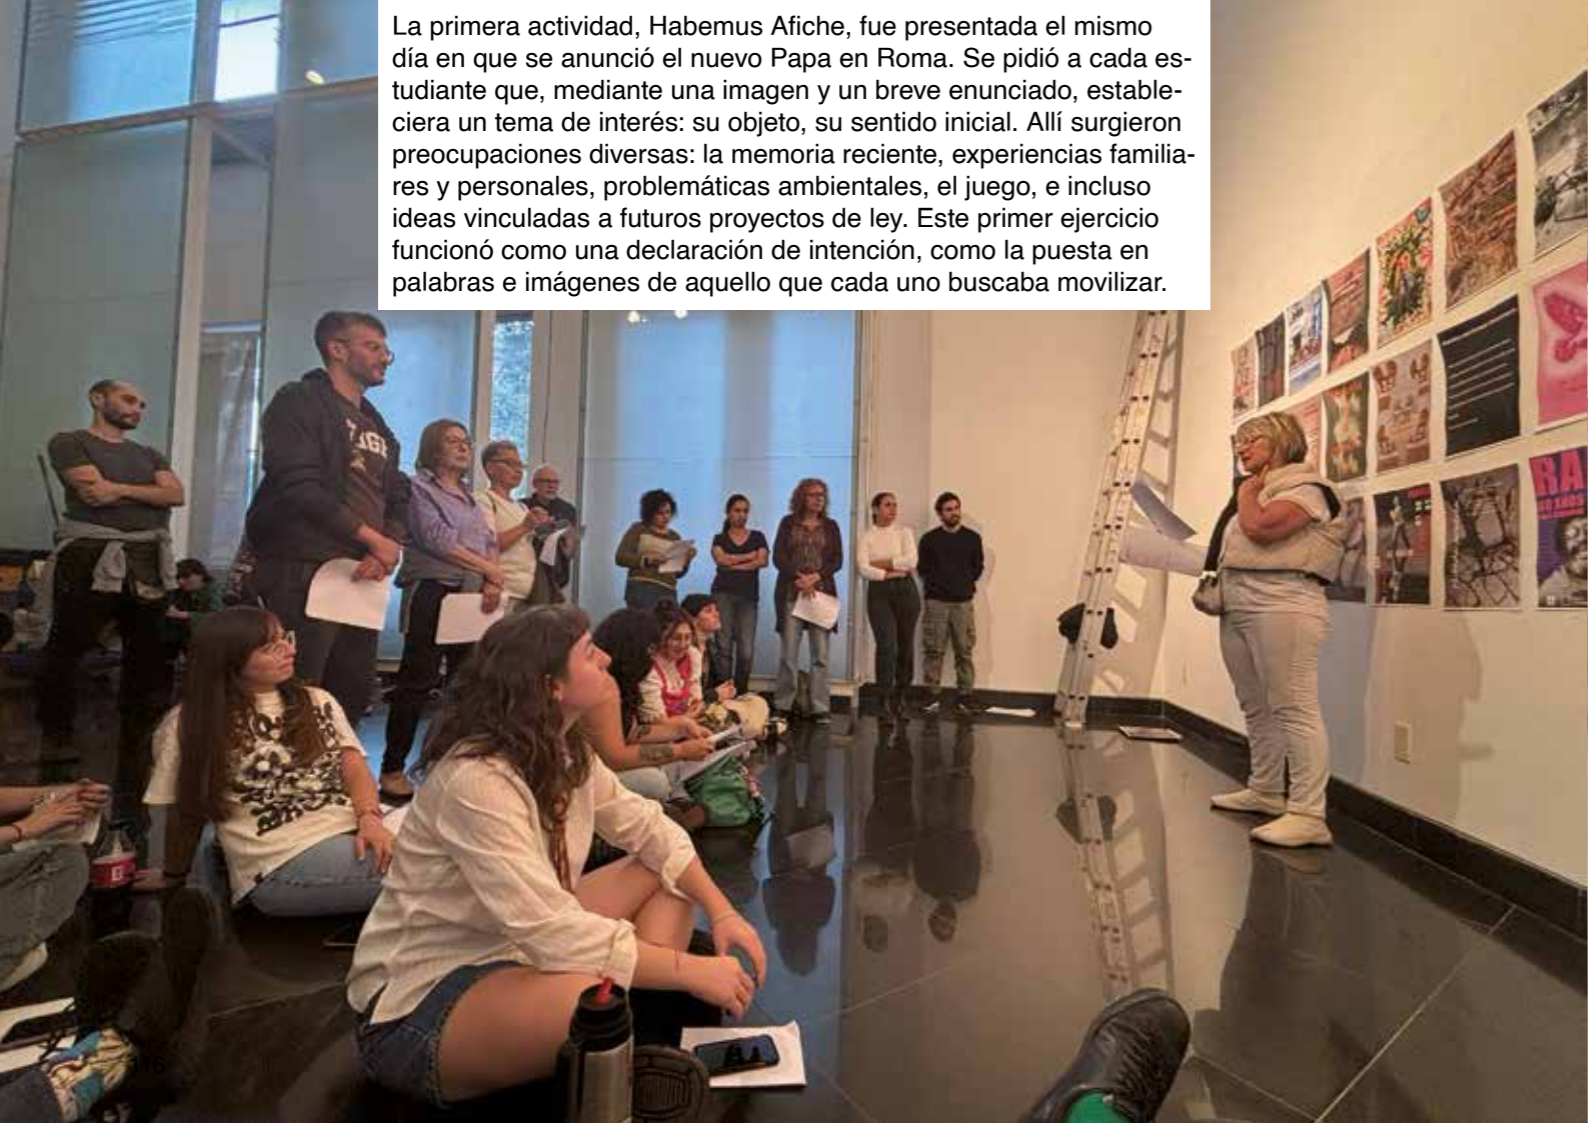 La primera actividad, Habemus Afiche, fue presentada el mismo
día en que se anunció el nuevo Papa en Roma. Se pidió a cada es-
tudiante que, mediante una imagen y un breve enunciado, estable-
ciera un tema de interés: su objeto, su sentido inicial. Allí surgieron
preocupaciones diversas: la memoria reciente, experiencias familia-
res y personales, problemáticas ambientales, el juego, e incluso
ideas vinculadas a futuros proyectos de ley. Este primer ejercicio
funcionó como una declaración de intención, como la puesta en
palabras e imágenes de aquello que cada uno buscaba movilizar.
RA
116